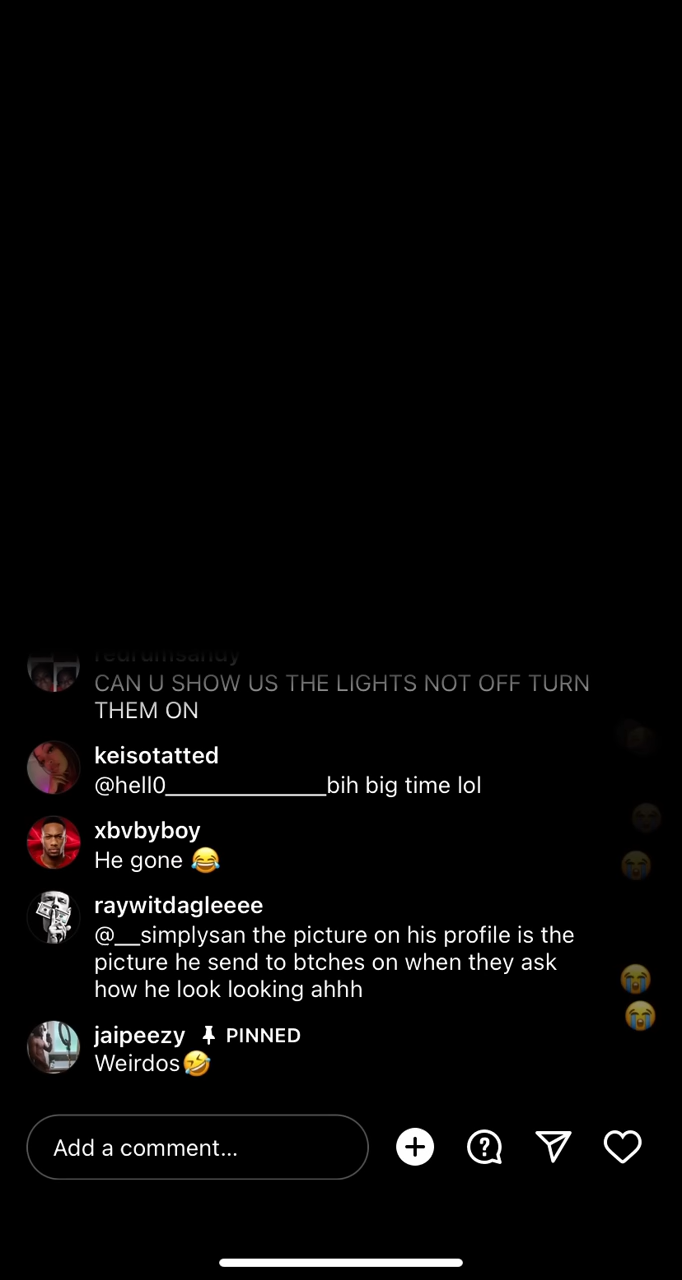 redrumsandy
CAN U SHOW US THE LIGHTS NOT OFF TURN
THEM ON
keisotatted
@hell0______________bih big time lol
xbvbyboy
He gone 😂
raywitdagleeee
@__simplysan the picture on his profile is the
picture he send to btches on when they ask
how he look looking ahhh
jaipeezy PINNED
Weirdos🤣
Add a comment...